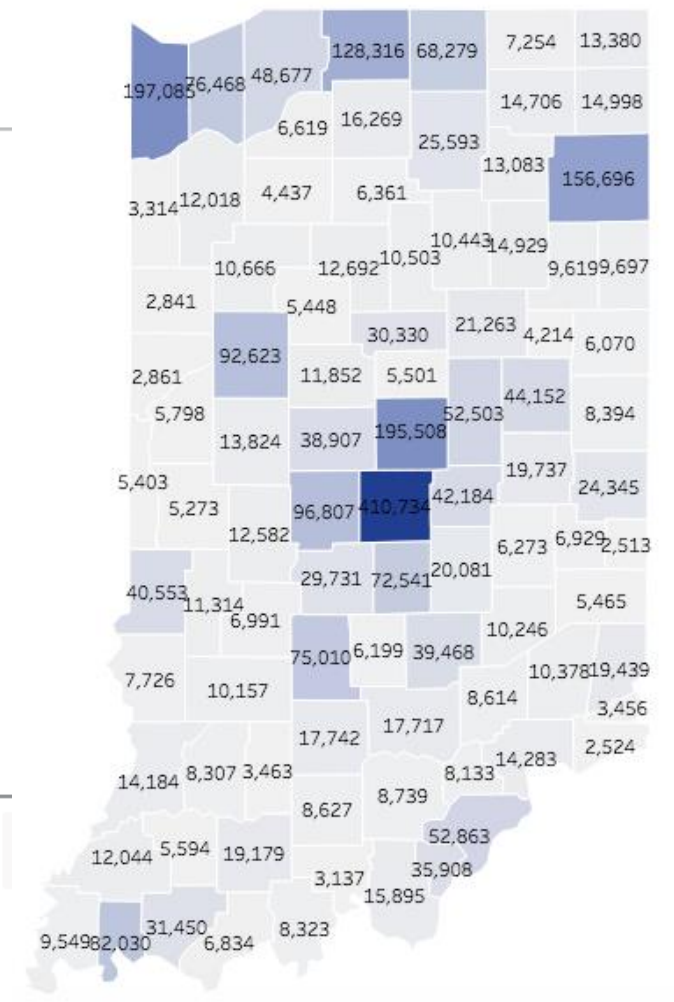 128,316 68,279 7,254 13,380
197,085 76,468 48,677
14,706 14,998
6,619 16,269
25,593
13,083
156,696
3,314 12,018 4,437 6,361
10,666 12,692 10,503 10,443 14,929
9,619 9,697
2,841
5,448
30,330 21,263 4,214 6,070
92,623
2,861 11,852 5,501
44,152
5,798 8,394
13,824 38,907 195,508 52,503
5,403 19,737 24,345
5,273 96,807 410,734 42,184
12,582
6,273 6,929 2,513
40,553 29,731 72,541 20,081
11,314 5,465
6,991
10,246
75,010 6,199 39,468
7,726 10,157 10,378 19,439
8,614
3,456
17,742 17,717
2,524
14,283
14,184 8,307 3,463 8,133
8,627 8,739
52,863
12,044 5,594 19,179
35,908
3,137
15,895
9,549 82,030 31,450 6,834 8,323